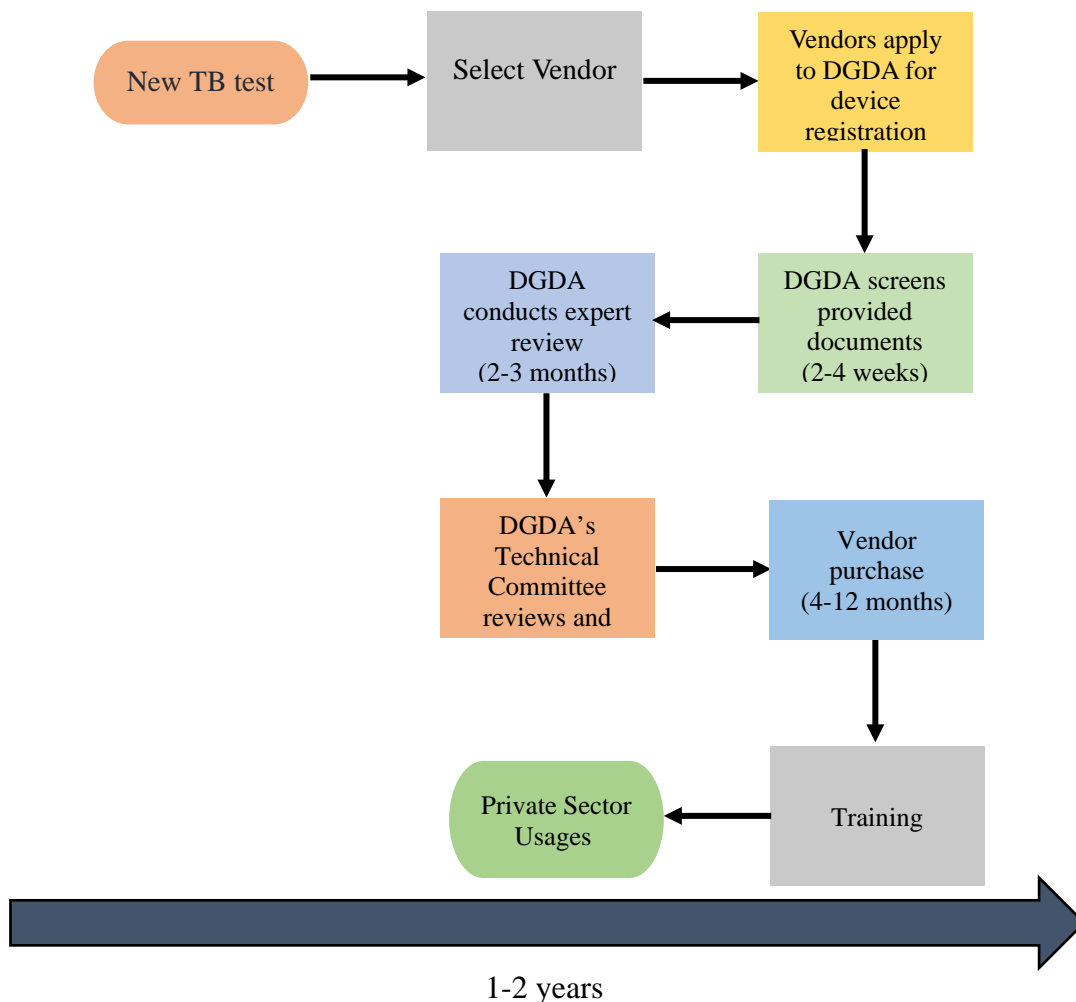 New TB test
Select Vendor
Vendors apply
to DGDA for
device
registration
DGDA screens
provided
documents
(2-4 weeks)
DGDA
conducts expert
review
(2-3 months)
DGDA’s
Technical
Committee
reviews and
Vendor
purchase
(4-12 months)
Training
Private Sector
Usages
1-2 years